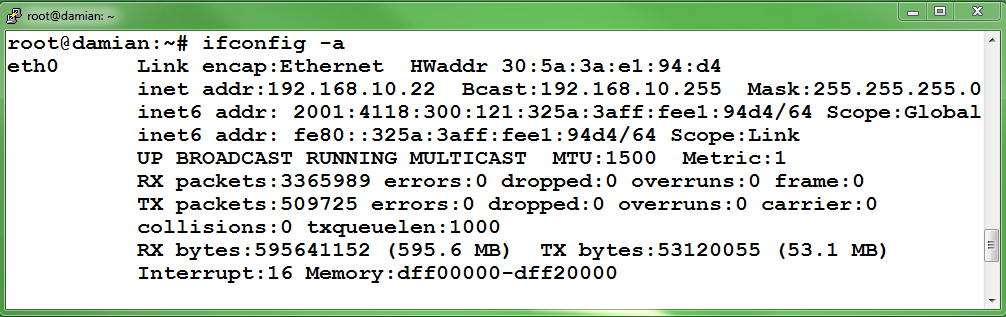 root@damian: ~
root@damian:~# ifconfig -a
eth0      Link encap:Ethernet  HWaddr 30:5a:3a:e1:94:d4
          inet addr:192.168.10.22  Bcast:192.168.10.255  Mask:255.255.255.0
          inet6 addr: 2001:4118:300:121:325a:3aff:fee1:94d4/64 Scope:Global
          inet6 addr: fe80::325a:3aff:fee1:94d4/64 Scope:Link
          UP BROADCAST RUNNING MULTICAST  MTU:1500  Metric:1
          RX packets:3365989 errors:0 dropped:0 overruns:0 frame:0
          TX packets:509725 errors:0 dropped:0 overruns:0 carrier:0
          collisions:0 txqueuelen:1000
          RX bytes:595641152 (595.6 MB)  TX bytes:53120055 (53.1 MB)
          Interrupt:16 Memory:dff00000-dff20000